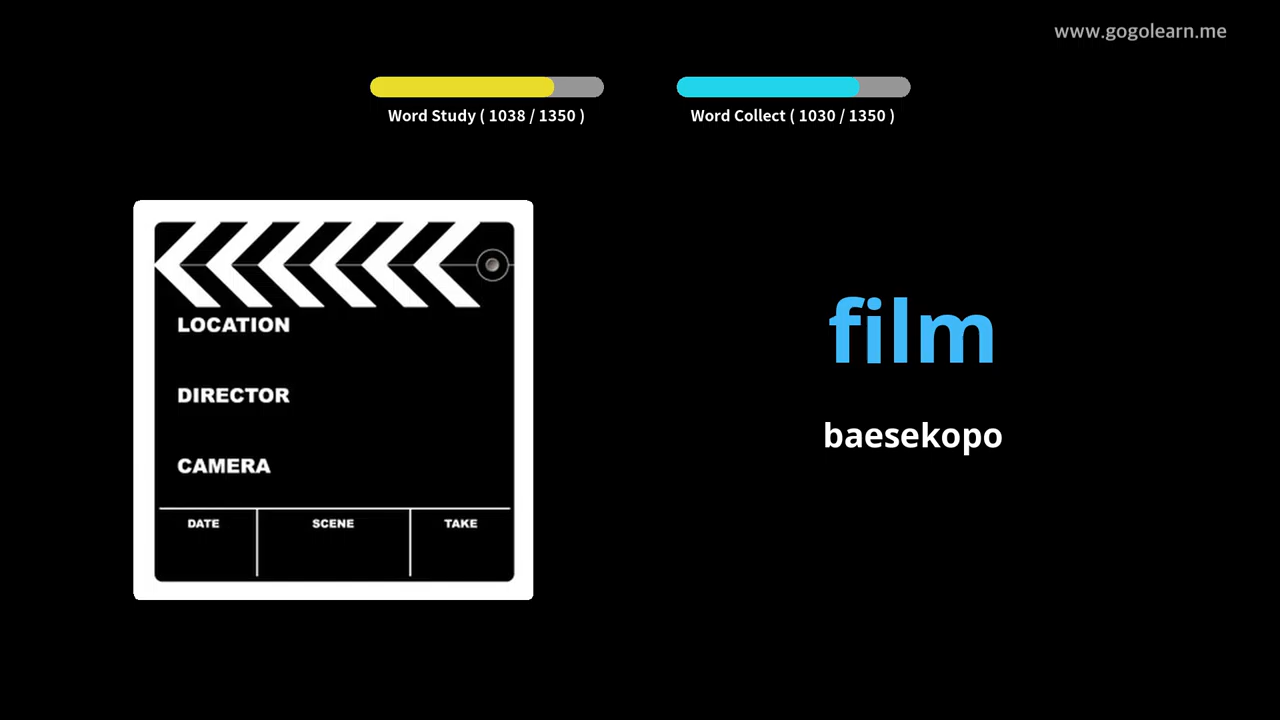 www.gogolearn.me
Word Study ( 1038 / 1350 )
Word Collect ( 1030 / 1350 )
LOCATION
DIRECTOR
CAMERA
DATE
SCENE
TAKE
film
baesekopo